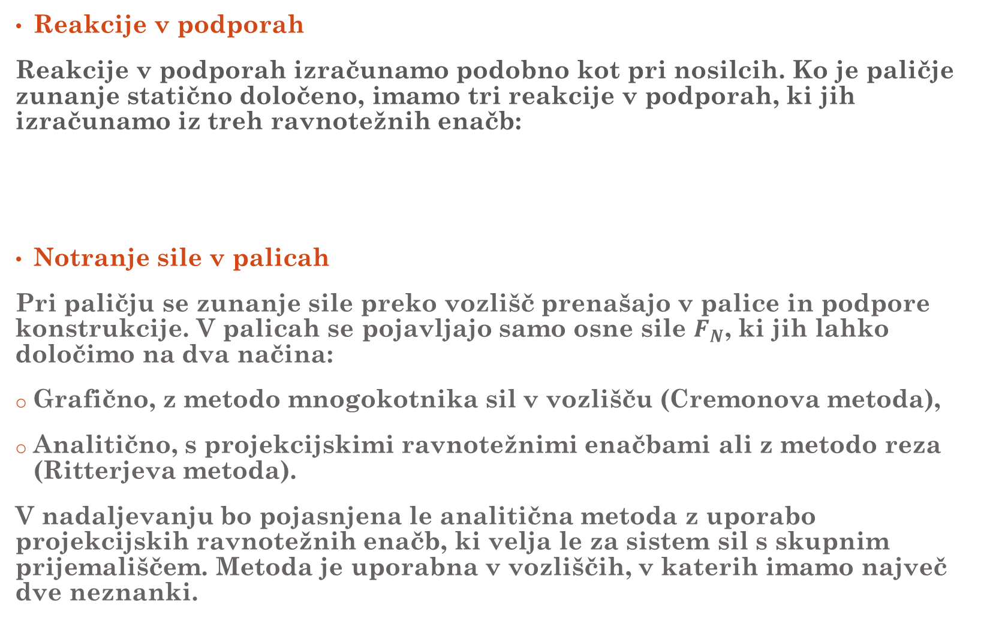 • Reakcije v podporah
Reakcije v podporah izračunamo podobno kot pri nosilcih. Ko je paličje
zunanje statično določeno, imamo tri reakcije v podporah, ki jih
izračunamo iz treh ravnotežnih enačb:
• Notranje sile v palicah
Pri paličju se zunanje sile preko vozlišč prenašajo v palice in podpore
konstrukcije. V palicah se pojavljajo samo osne sile F_N, ki jih lahko
določimo na dva načina:
○ Grafično, z metodo mnogokotnika sil v vozlišču (Cremonova metoda),
○ Analitično, s projekcijskimi ravnotežnimi enačbami ali z metodo reza
(Ritterjeva metoda).
V nadaljevanju bo pojasnjena le analitična metoda z uporabo
projekcijskih ravnotežnih enačb, ki velja le za sistem sil s skupnim
prijemališčem. Metoda je uporabna v vozliščih, v katerih imamo največ
dve neznanki.